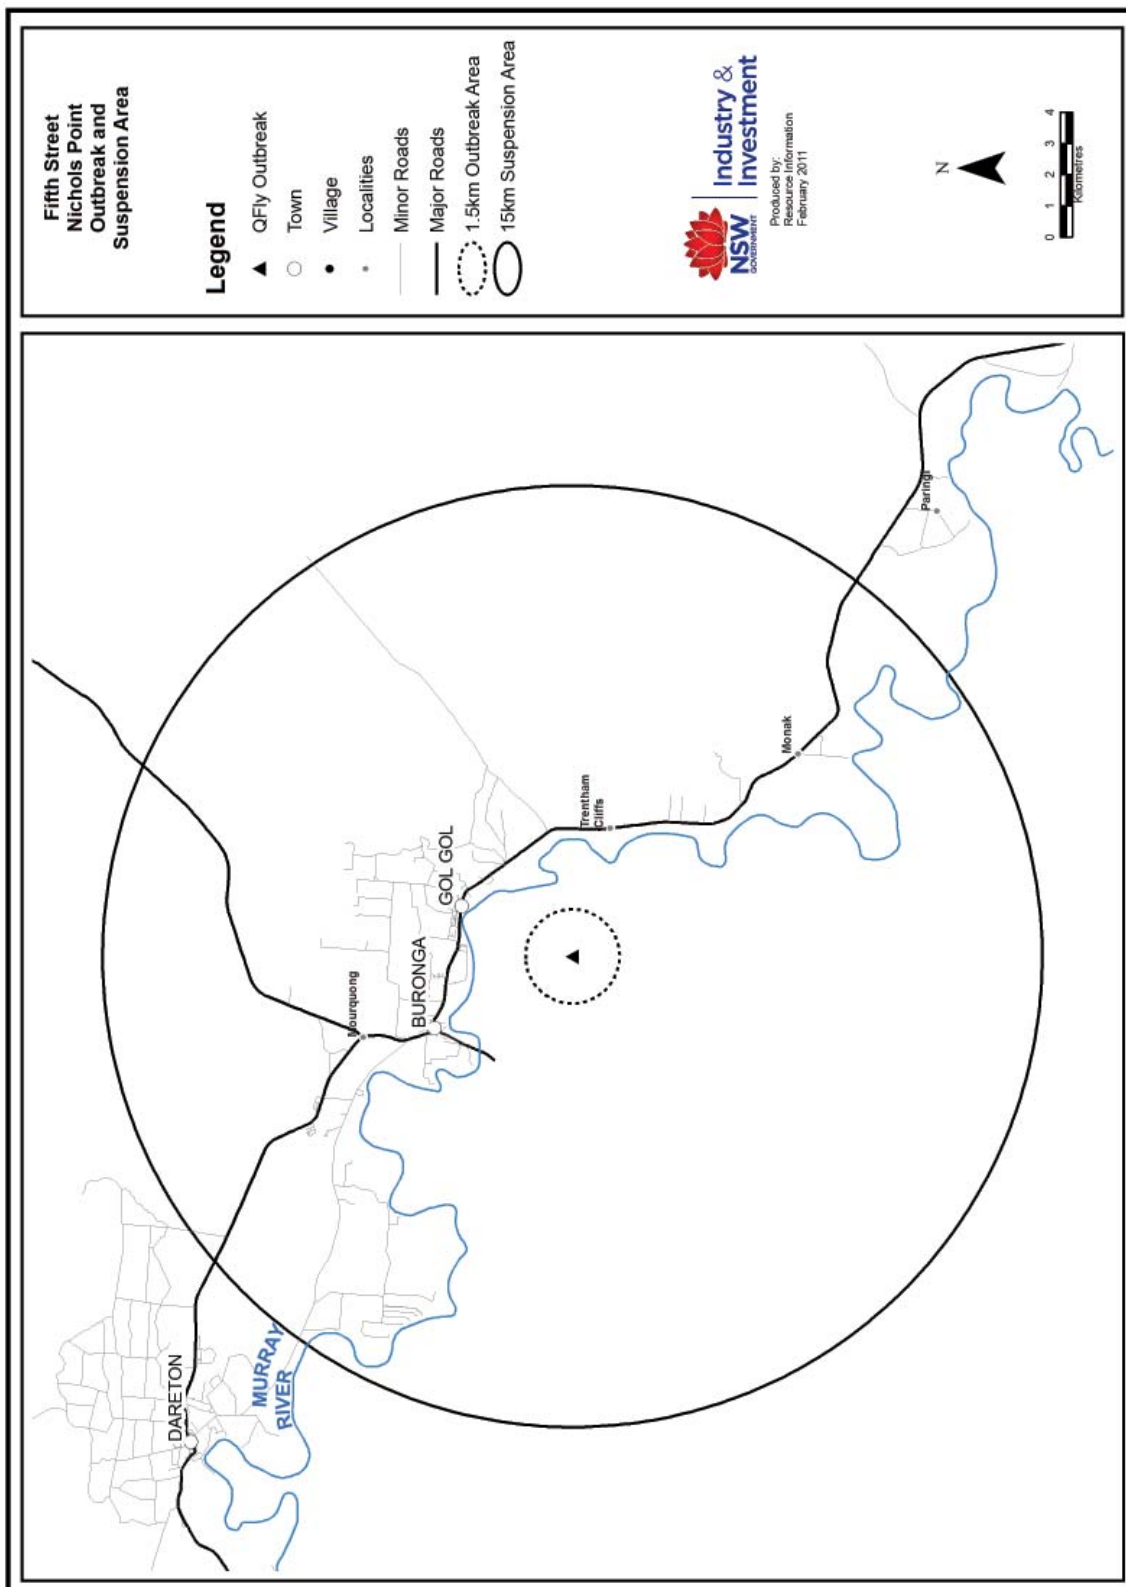 Fifth Street
Nichols Point
Outbreak and
Suspension Area
Legend
QFly Outbreak
Town
Village
Localities
Minor Roads
Major Roads
1.5km Outbreak Area
15km Suspension Area
NSW
GOVERNMENT
Industry &
Investment
Produced by:
Resource Information
February 2011
N
0 1 2 3 4
Kilometres
DARETON
MURRAY
RIVER
Mourquong
BURONGA
GOL GOL
Trentham
Cliffs
Monak
Paringi